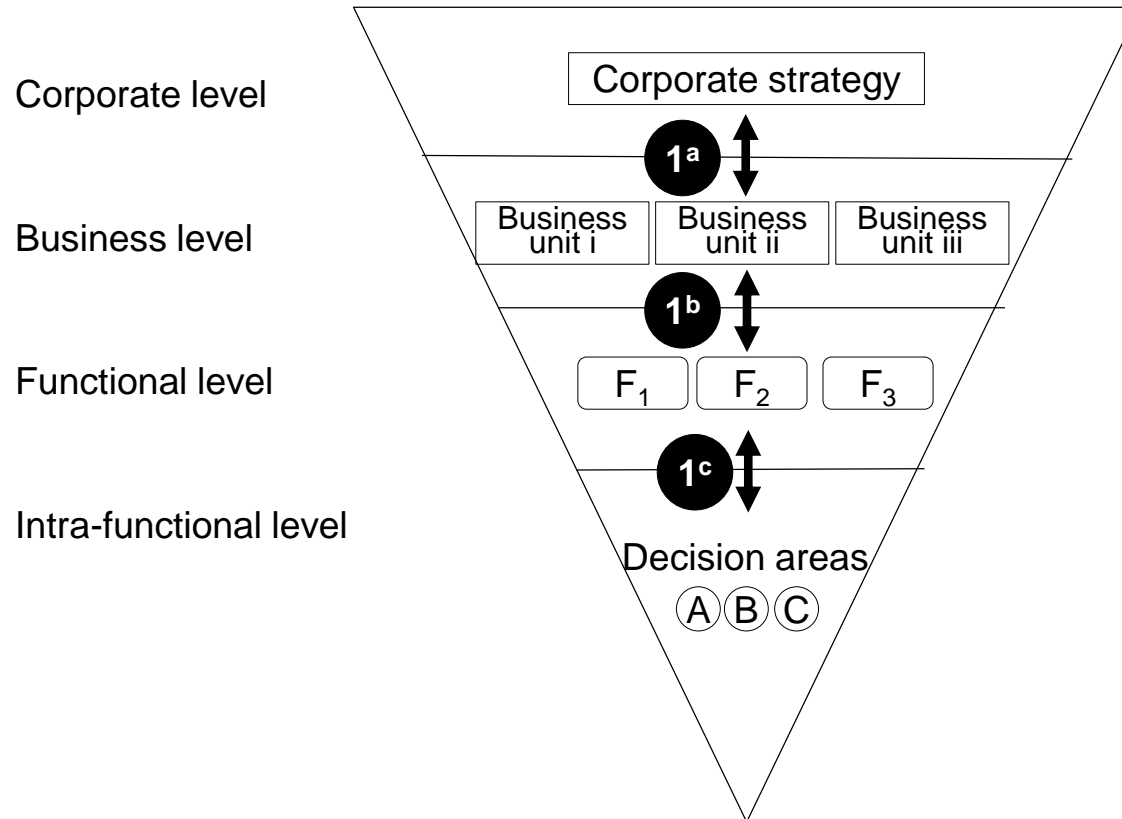 Corporate level
Corporate strategy
1a
Business level
Business
unit i
Business
unit ii
Business
unit iii
1b
Functional level
F1
F2
F3
1c
Intra-functional level
Decision areas
A B C